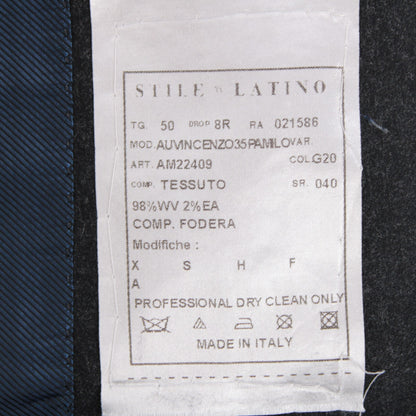 STILE LATINO
TG. 50 DROP 8R RA 021586
MOD. AUVINCENZO35PAMILO VAR.
ART. AM22409 COL. G20
COMP. TESSUTO SR. 040
98%WV 2%EA
COMP. FODERA
Modifiche :
X S H F
A
PROFESSIONAL DRY CLEAN ONLY
MADE IN ITALY